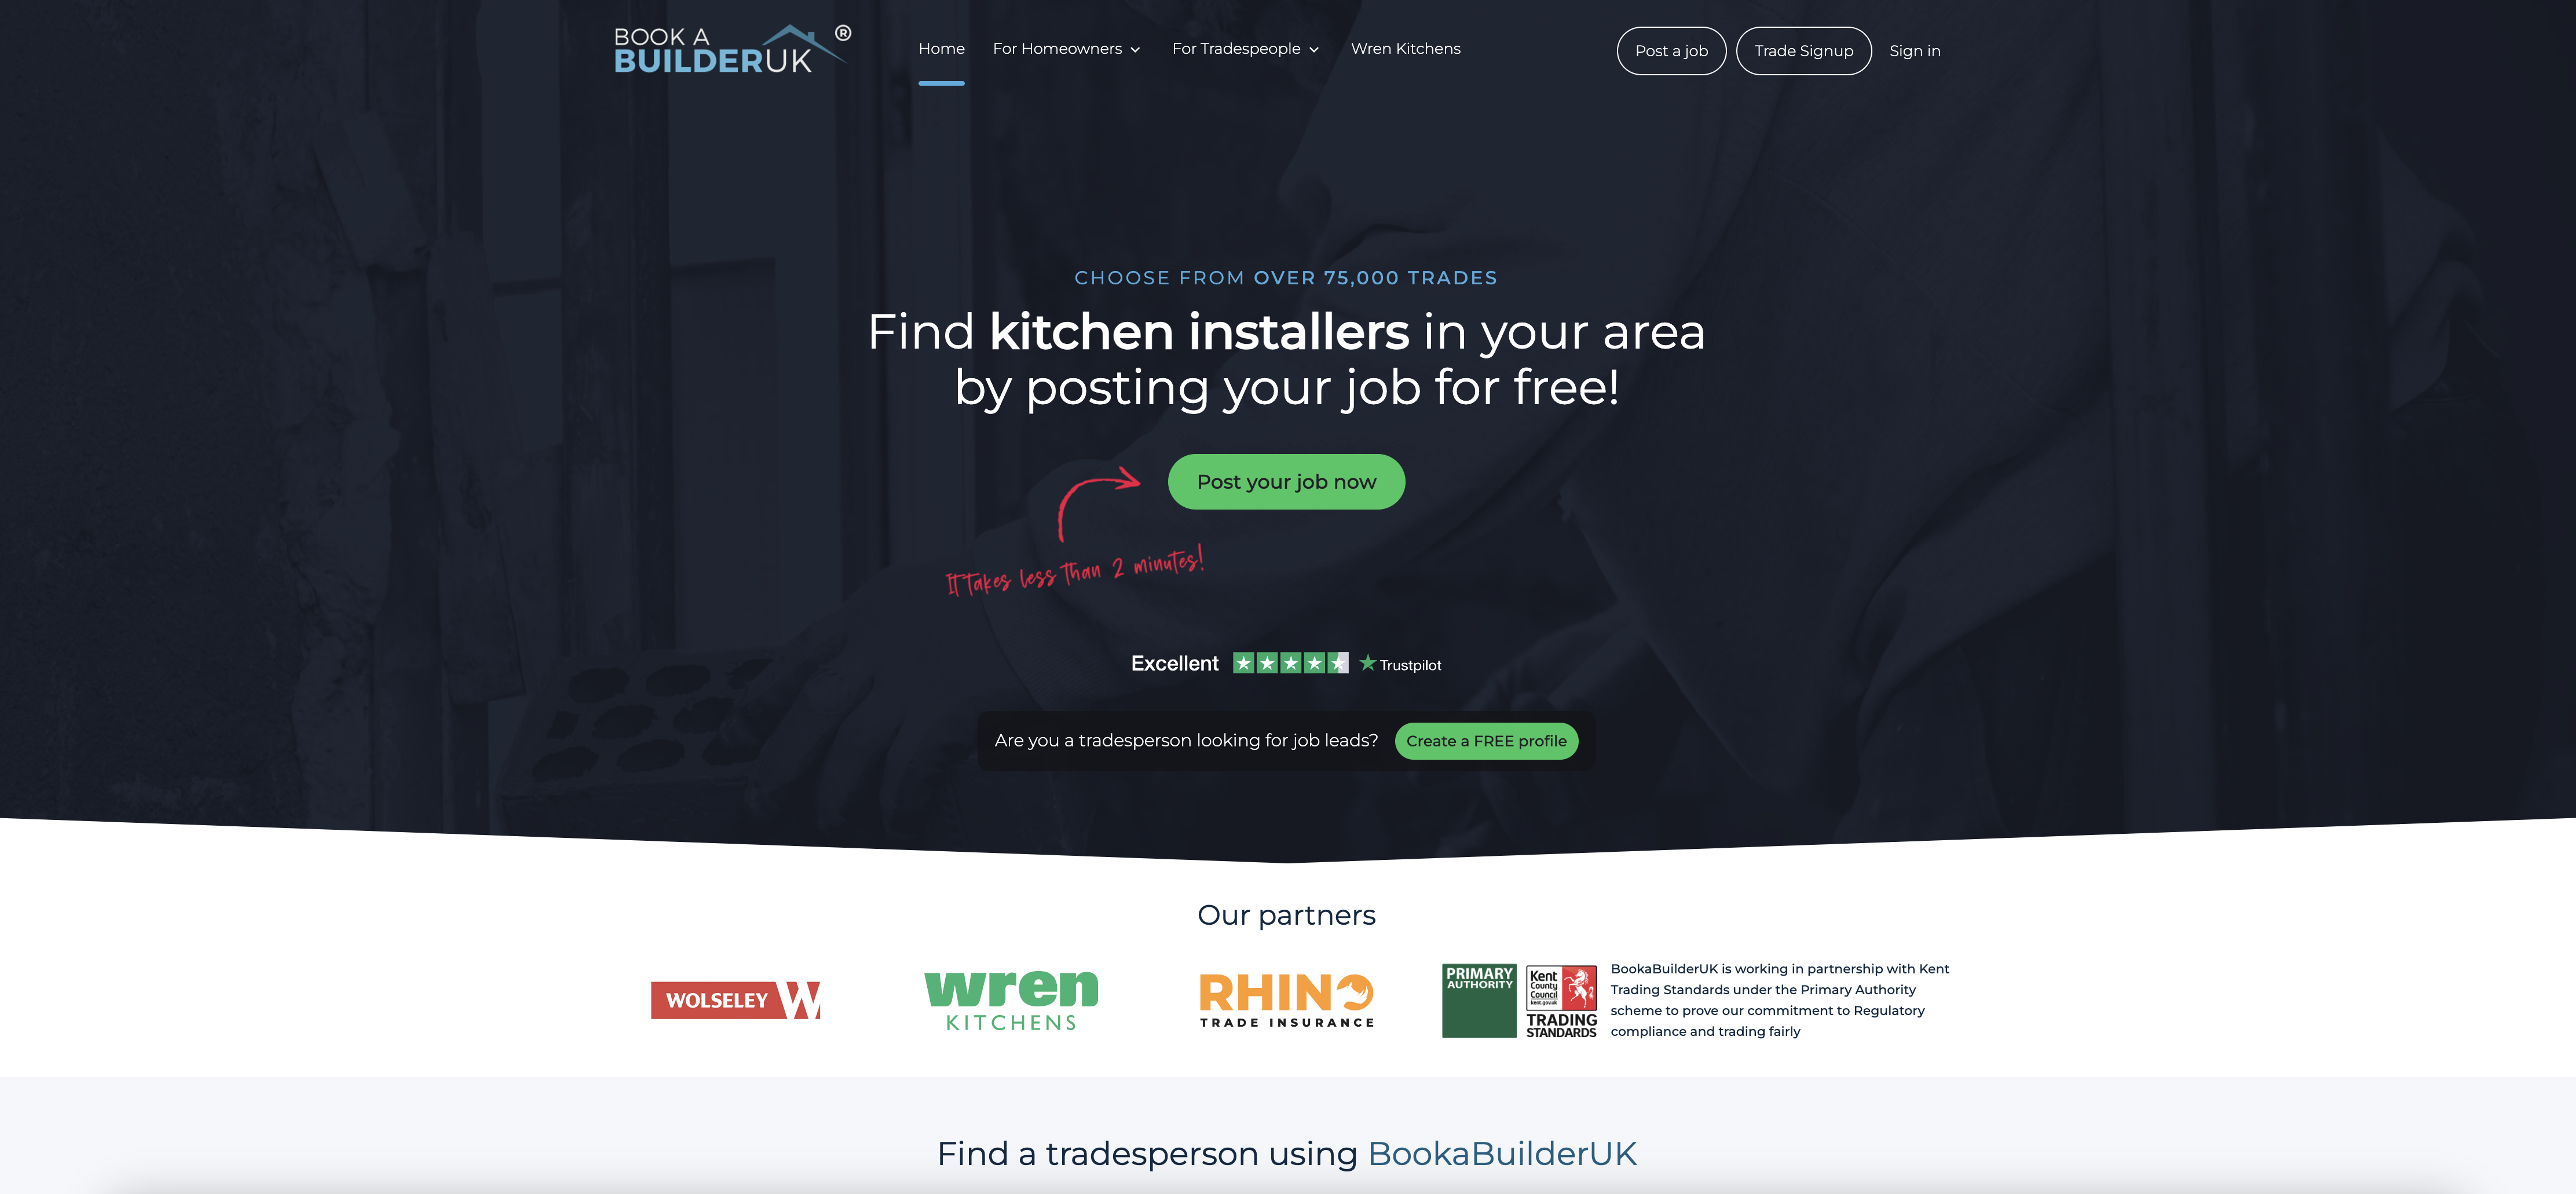 BOOK A
BUILDERUK ®
Home
For Homeowners
For Tradespeople
Wren Kitchens
Post a job
Trade Signup
Sign in
CHOOSE FROM OVER 75,000 TRADES
Find kitchen installers in your area
by posting your job for free!
Post your job now
It takes less than 2 minutes!
Excellent
Trustpilot
Are you a tradesperson looking for job leads?
Create a FREE profile
Our partners
WOLSELEY W
wren
KITCHENS
RHINO
TRADE INSURANCE
PRIMARY
AUTHORITY
Kent
County
Council
kent.gov.uk
TRADING
STANDARDS
BookaBuilderUK is working in partnership with Kent
Trading Standards under the Primary Authority
scheme to prove our commitment to Regulatory
compliance and trading fairly
Find a tradesperson using BookaBuilderUK